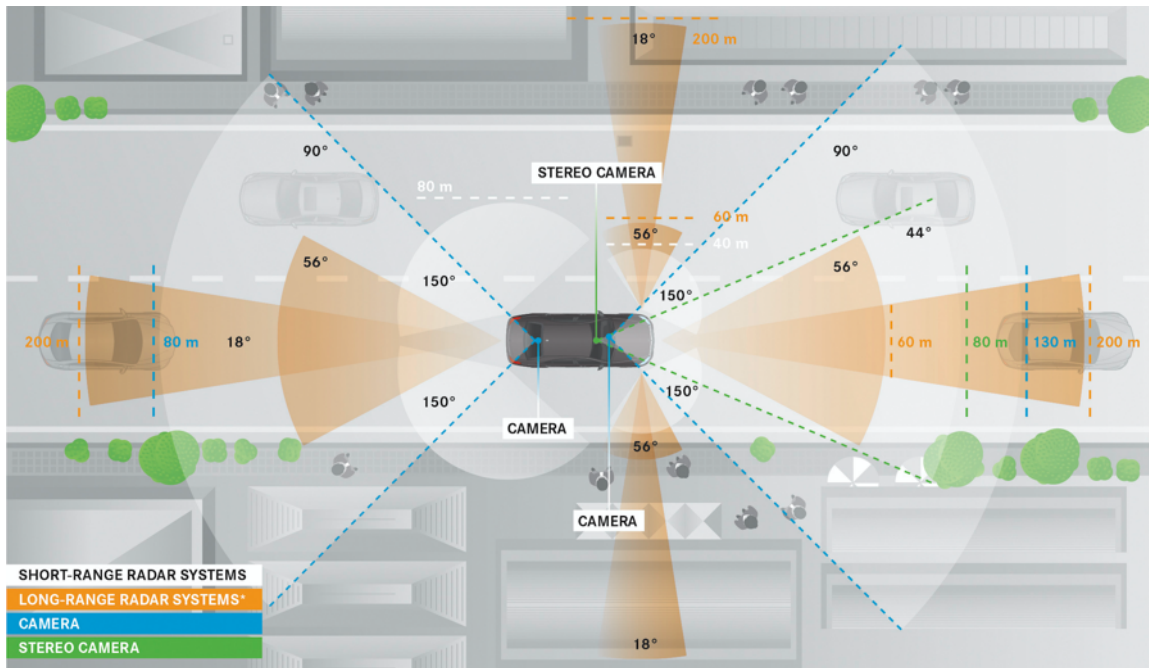 18°
200 m
90°
90°
STEREO CAMERA
80 m
60 m
56°
40 m
44°
56°
56°
150°
150°
200 m
80 m
18°
60 m
80 m
130 m
200 m
150°
150°
CAMERA
56°
CAMERA
SHORT-RANGE RADAR SYSTEMS
LONG-RANGE RADAR SYSTEMS*
CAMERA
STEREO CAMERA
18°